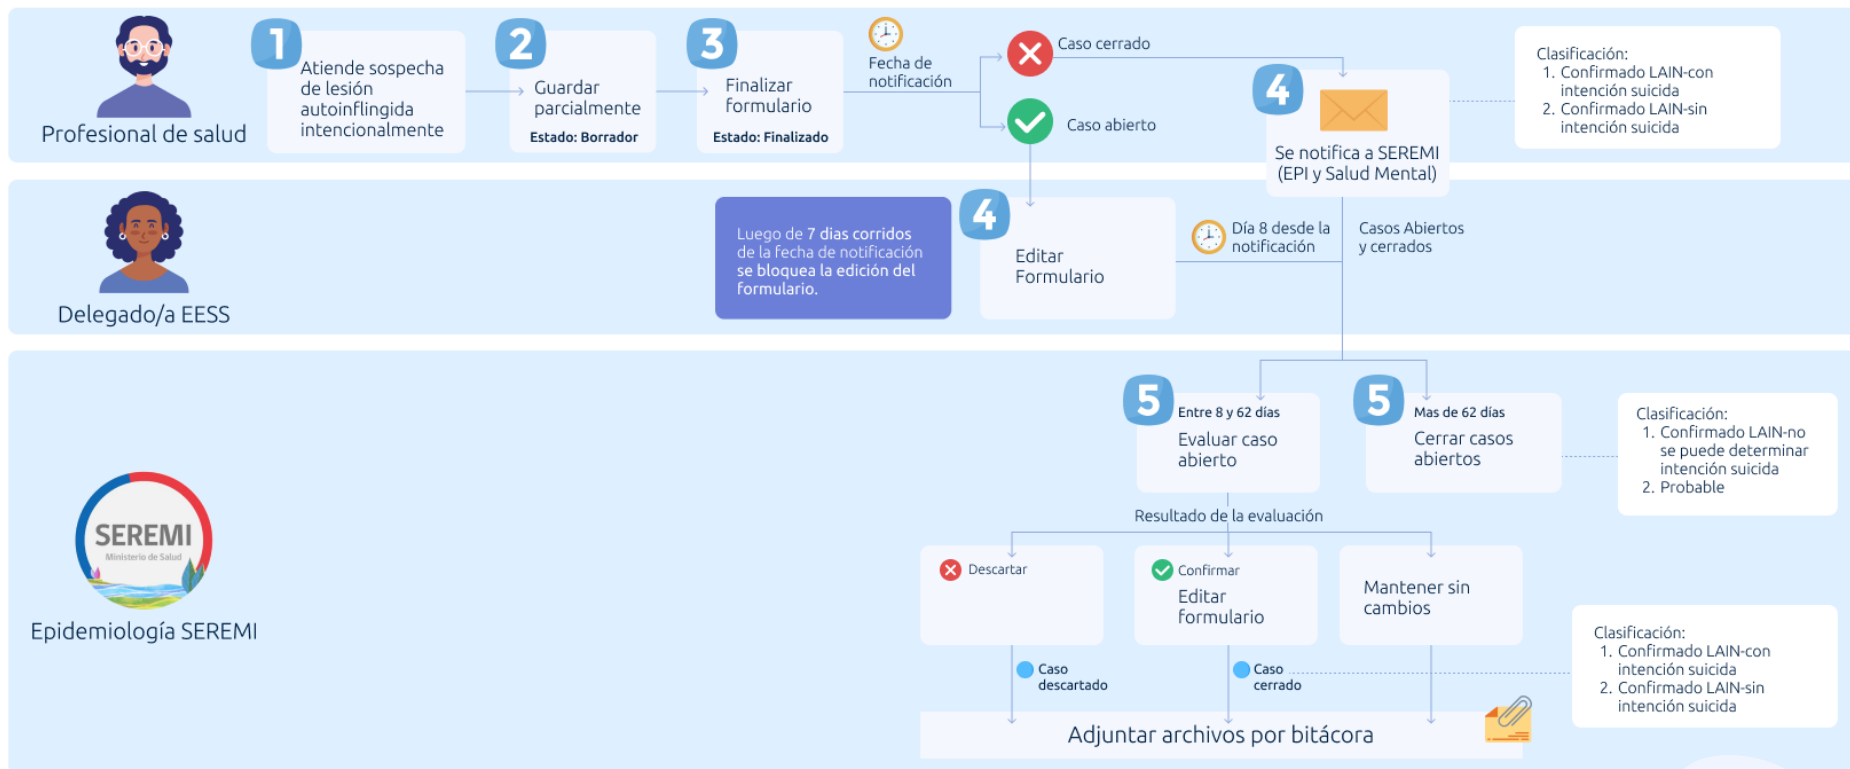 Profesional de salud
1
Atiende sospecha
de lesión
autoinflingida
intencionalmente
2
Guardar
parcialmente
Estado: Borrador
3
Finalizar
formulario
Estado: Finalizado
Fecha de
notificación
Caso cerrado
Caso abierto
4
Se notifica a SEREMI
(EPI y Salud Mental)
Clasificación:
1. Confirmado LAIN-con
intención suicida
2. Confirmado LAIN-sin
intención suicida
Delegado/a EESS
Luego de 7 dias corridos
de la fecha de notificación
se bloquea la edición del
formulario.
4
Editar
Formulario
Día 8 desde la
notificación
Casos Abiertos
y cerrados
SEREMI
Ministerio de Salud
Epidemiología SEREMI
5
Entre 8 y 62 días
Evaluar caso
abierto
5
Mas de 62 días
Cerrar casos
abiertos
Clasificación:
1. Confirmado LAIN-no
se puede determinar
intención suicida
2. Probable
Resultado de la evaluación
Descartar
Confirmar
Editar
formulario
Mantener sin
cambios
Caso
descartado
Caso
cerrado
Clasificación:
1. Confirmado LAIN-con
intención suicida
2. Confirmado LAIN-sin
intención suicida
Adjuntar archivos por bitácora